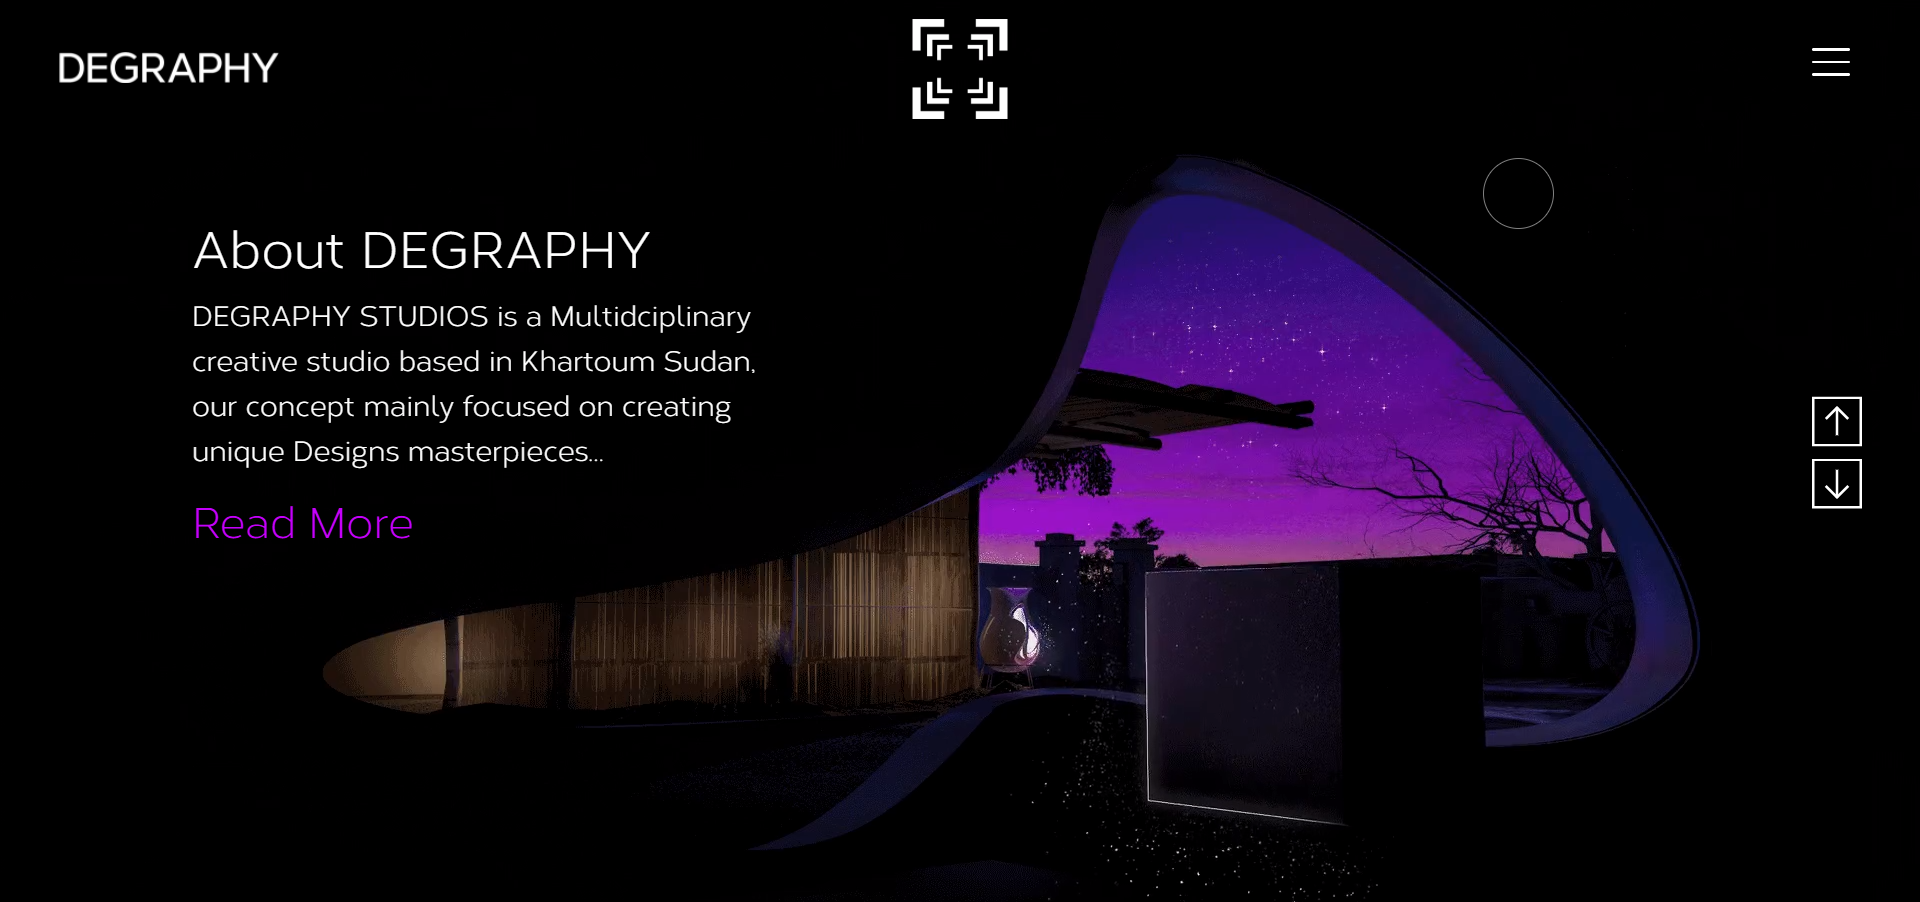 DEGRAPHY
About DEGRAPHY
DEGRAPHY STUDIOS is a Multidciplinary
creative studio based in Khartoum Sudan,
our concept mainly focused on creating
unique Designs masterpieces...
Read More